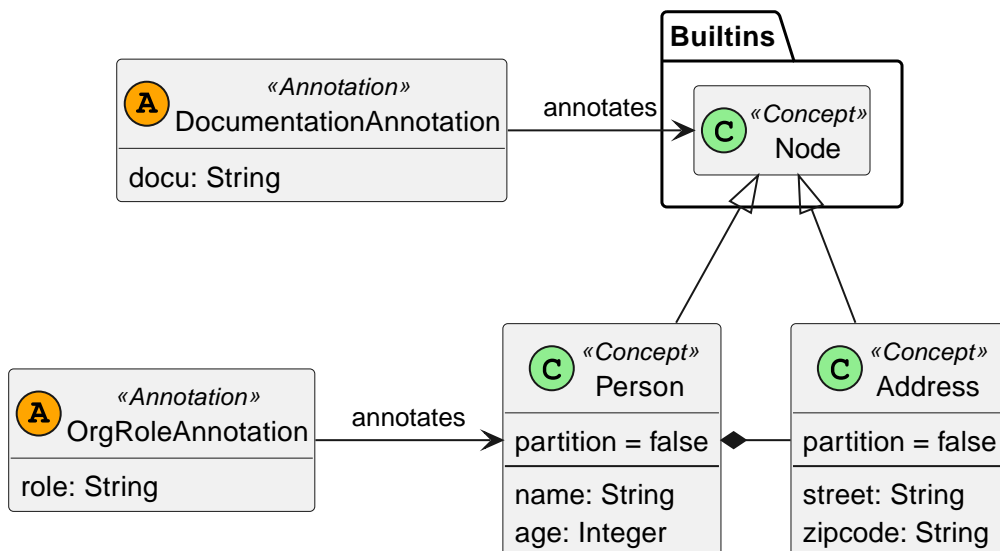 Builtins
A
«Annotation»
DocumentationAnnotation
docu: String
annotates
C
«Concept»
Node
A
«Annotation»
OrgRoleAnnotation
role: String
annotates
C
«Concept»
Person
partition = false
name: String
age: Integer
C
«Concept»
Address
partition = false
street: String
zipcode: String